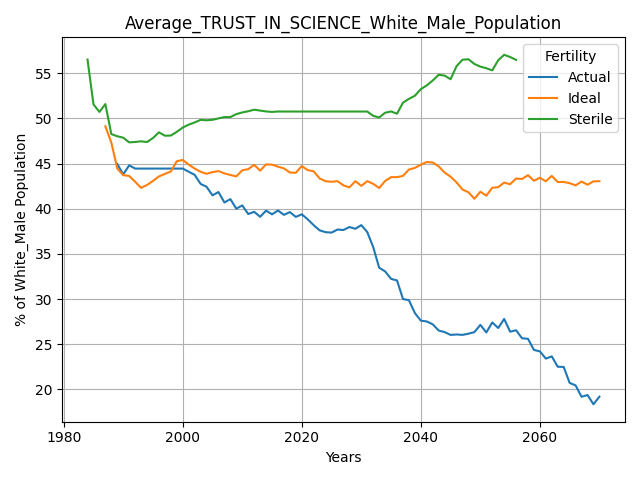 Average_TRUST_IN_SCIENCE_White_Male_Population
% of White_Male Population
55
50
45
40
35
30
25
20
Fertility
Actual
Ideal
Sterile
1980
2000
2020
2040
2060
Years